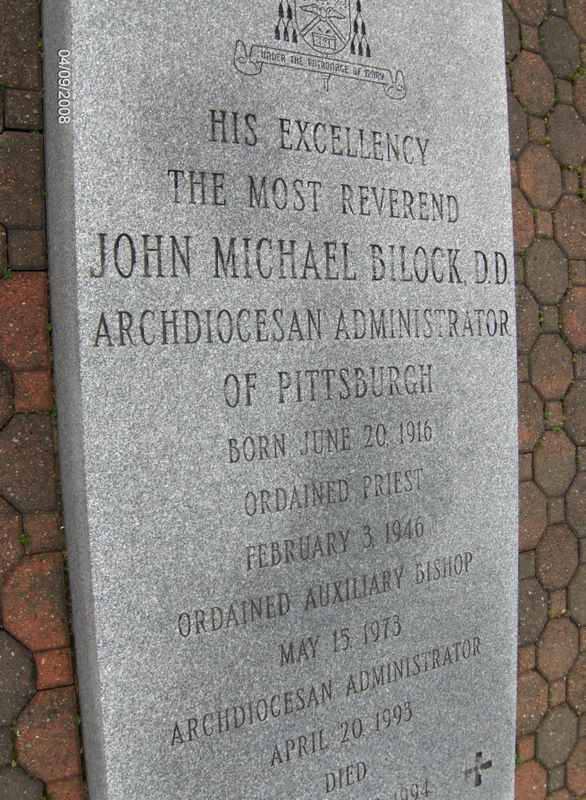 UNDER THE PATRONAGE OF MARY
HIS EXCELLENCY
THE MOST REVEREND
JOHN MICHAEL BILOCK, D.D.
ARCHDIOCESAN ADMINISTRATOR
OF PITTSBURGH
BORN JUNE 20, 1916
ORDAINED PRIEST
FEBRUARY 3, 1946
ORDAINED AUXILIARY BISHOP
MAY 15, 1973
ARCHDIOCESAN ADMINISTRATOR
APRIL 20, 1993
DIED
1994
04/09/2008